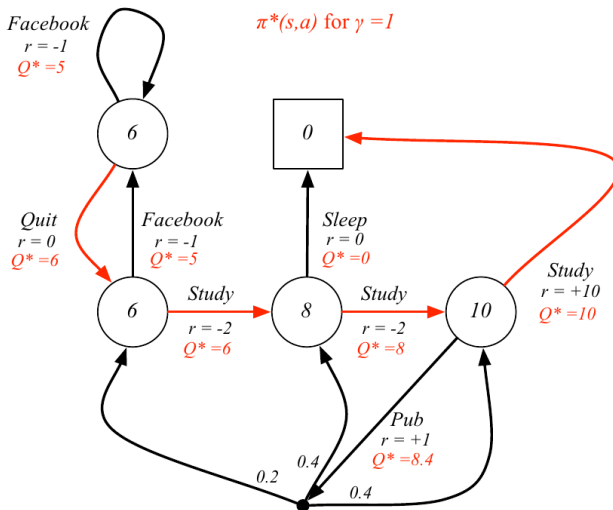 Facebook
r = -1
Q* =5
π*(s,a) for γ =1
6
0
Quit
r = 0
Q* =6
Facebook
r = -1
Q* =5
Sleep
r = 0
Q* =0
Study
r = +10
Q* =10
6
Study
r = -2
Q* =6
8
Study
r = -2
Q* =8
10
Pub
r = +1
Q* =8.4
0.2
0.4
0.4